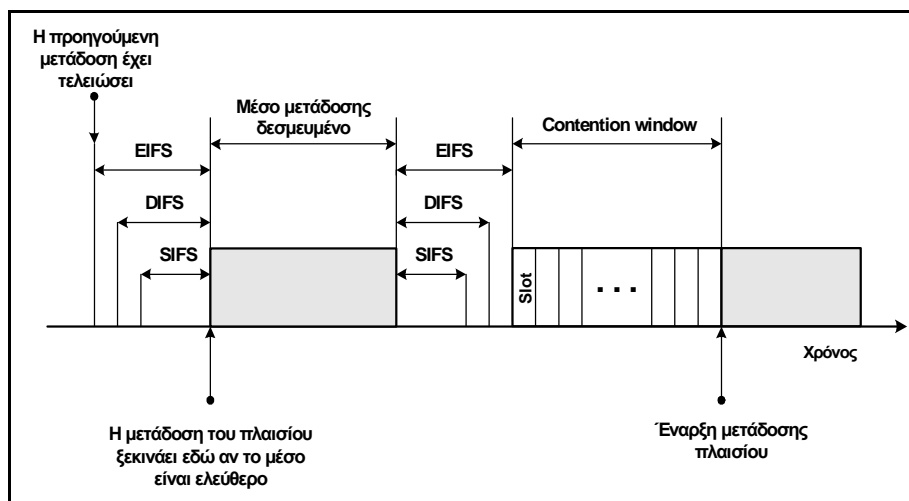 Η προηγούμενη
μετάδοση έχει
τελειώσει
Μέσο μετάδοσης
δεσμευμένο
EIFS
EIFS
Contention window
DIFS
DIFS
SIFS
SIFS
Slot
. . .
Χρόνος
Η μετάδοση του πλαισίου
ξεκινάει εδώ αν το μέσο
είναι ελεύθερο
Έναρξη μετάδοσης
πλαισίου